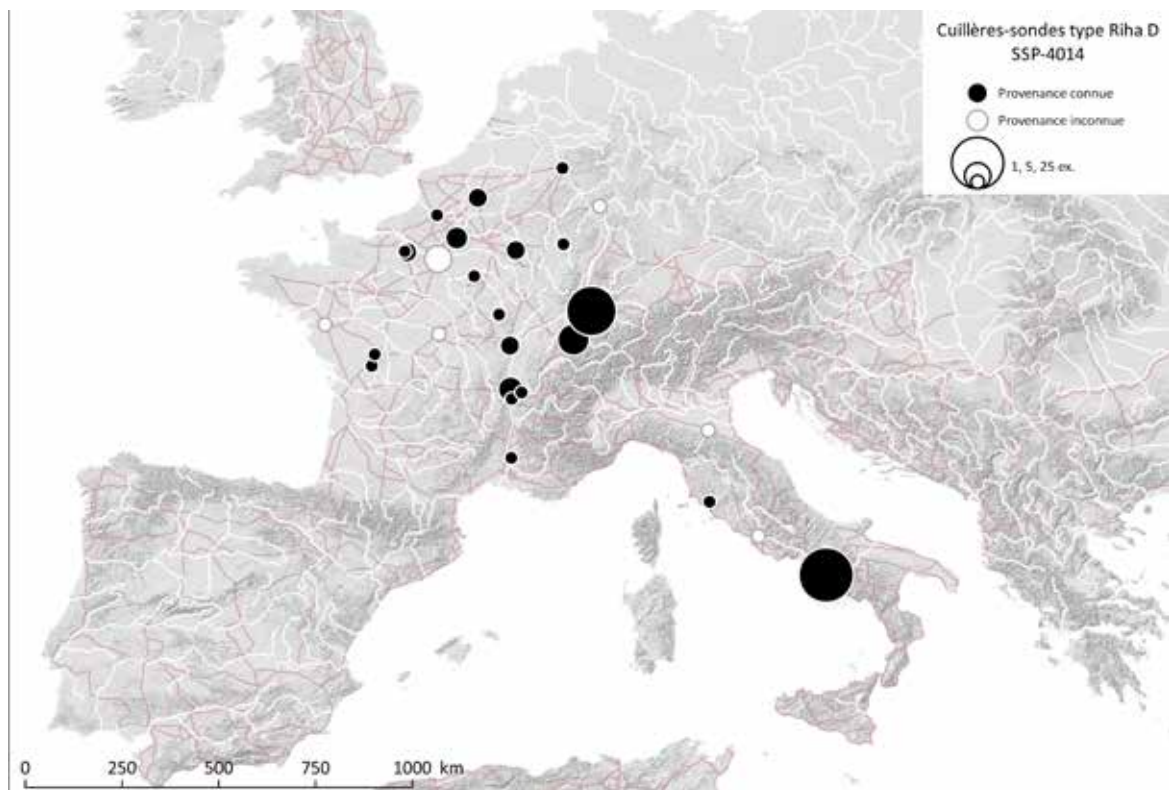 Cuillères-sondes type Riha D
SSP-4014
Provenance connue
Provenance inconnue
1, 5, 25 ex.
0 250 500 750 1000 km